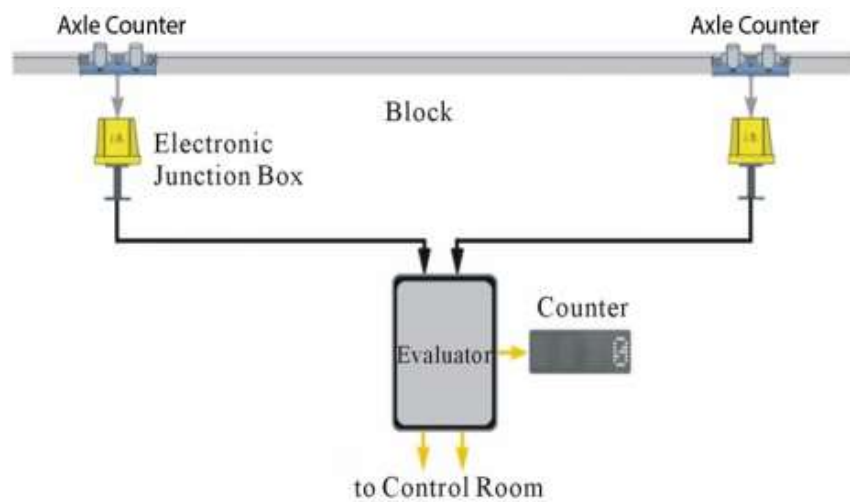 Axle Counter
Axle Counter
Block
Electronic
Junction Box
Counter
Evaluator
to Control Room